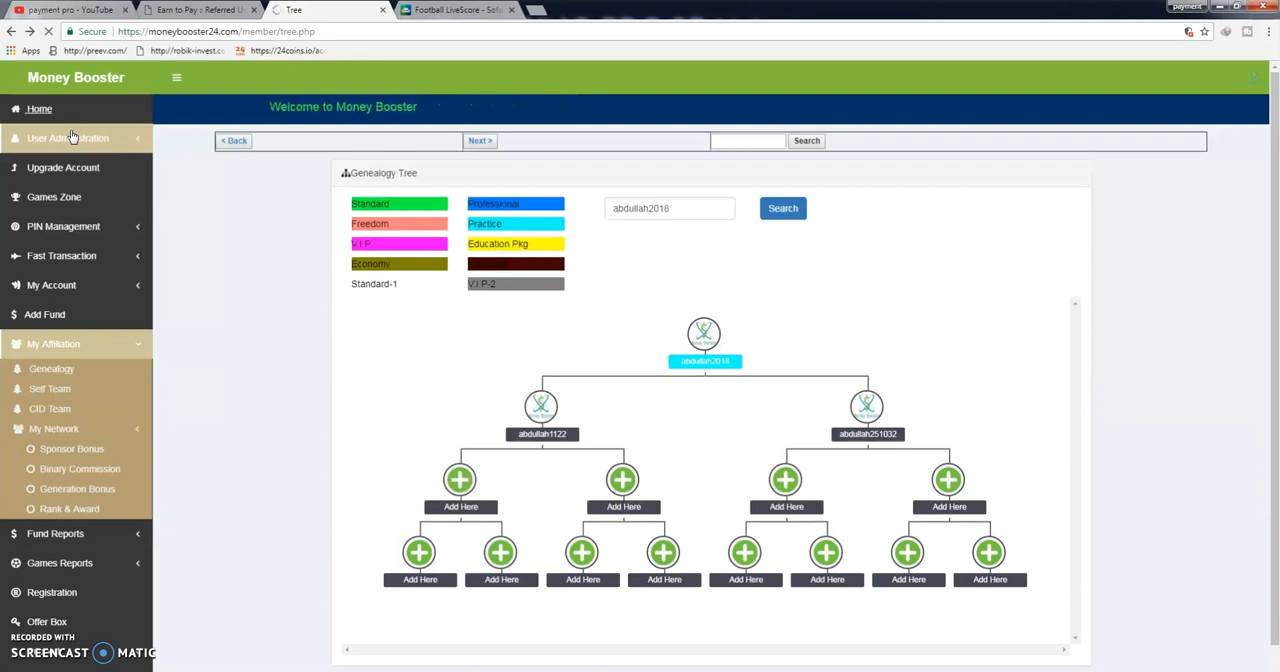 payment pro - YouTube
Earn to Pay :: Referred U
Tree
Football LiveScore - Sofa
payment
Secure
https://moneybooster24.com/member/tree.php
Apps
http://preev.com/
http://robik-invest.c
https://24coins.io/ac
Money Booster
Home
Welcome to Money Booster
User Administration
< Back
Next >
Search
Upgrade Account
Genealogy Tree
Games Zone
Standard
Professional
abdullah2018
Search
PIN Management
Freedom
Practice
V.I.P
Education Pkg
Fast Transaction
Economy
My Account
Standard-1
V.I.P-2
Add Fund
My Affiliation
abdullah2018
Genealogy
Self Team
CID Team
My Network
abdullah1122
abdullah251032
Sponsor Bonus
Binary Commission
Generation Bonus
Rank & Award
Add Here
Add Here
Add Here
Add Here
Fund Reports
Games Reports
Add Here
Add Here
Add Here
Add Here
Add Here
Add Here
Add Here
Add Here
Registration
Offer Box
RECORDED WITH
SCREENCAST MATIC